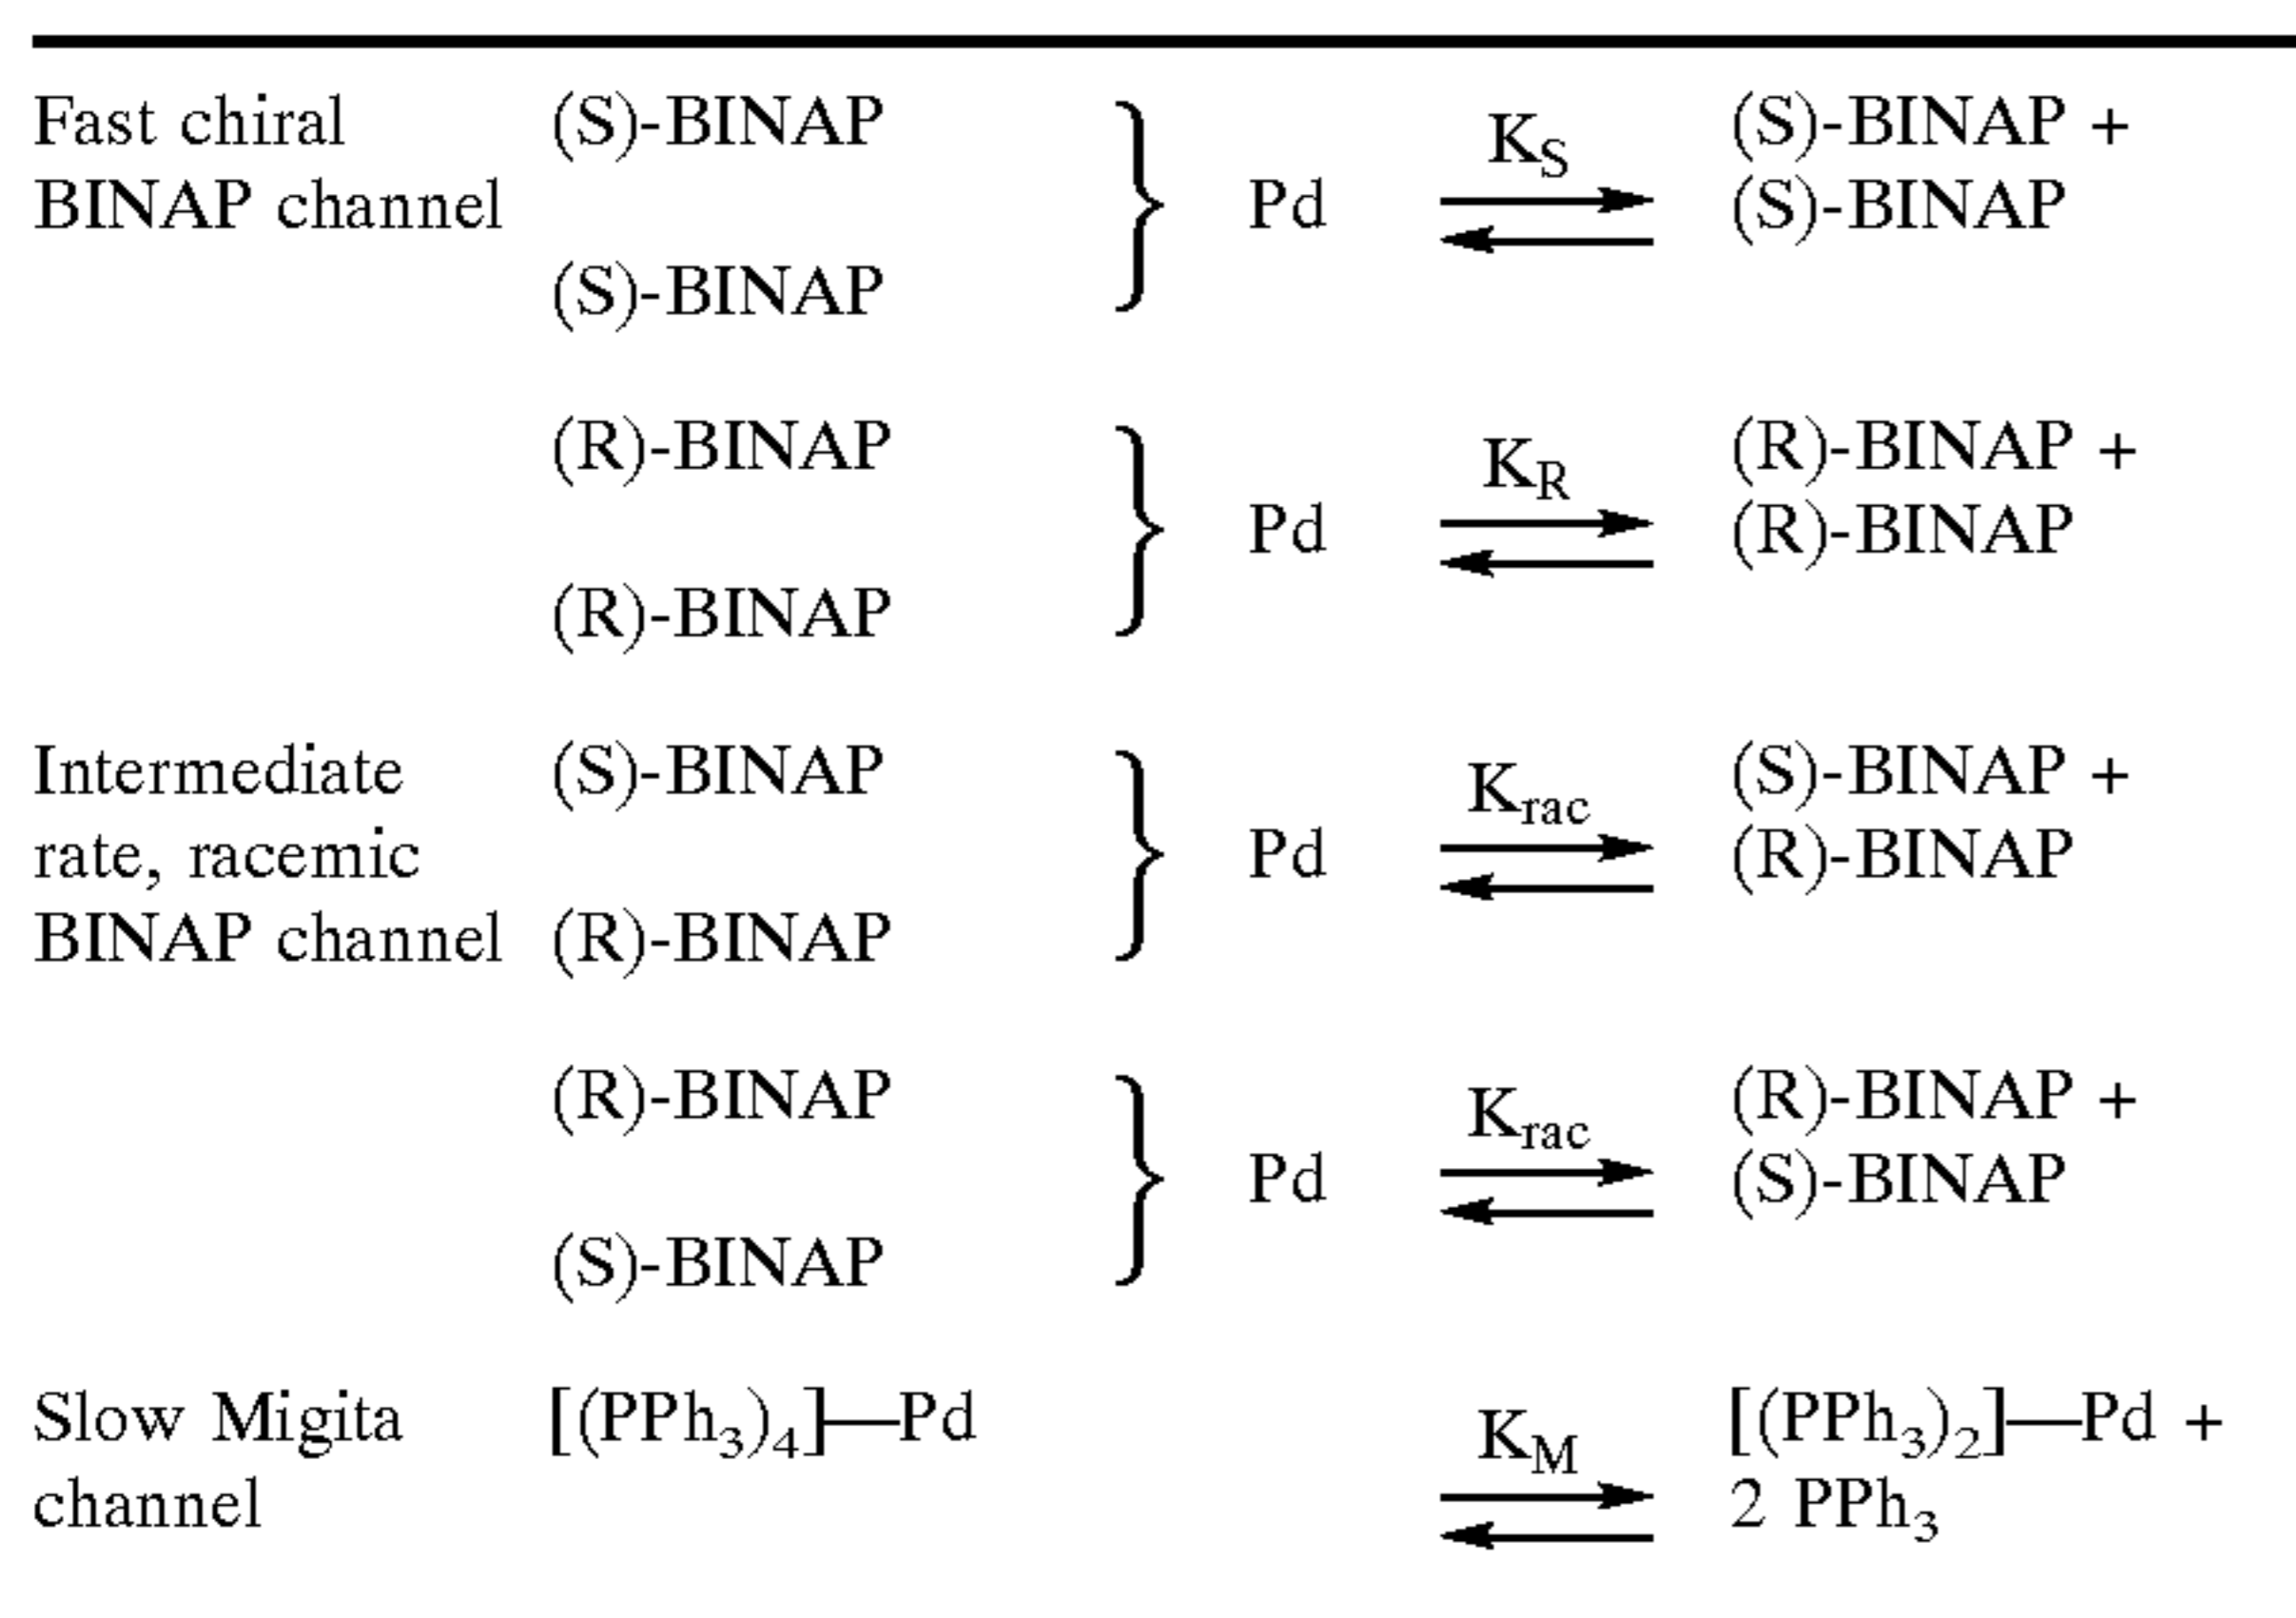 Fast chiral (S)-BINAP K_S (S)-BINAP +
BINAP channel } Pd ⇌ (S)-BINAP
(S)-BINAP
(R)-BINAP K_R (R)-BINAP +
} Pd ⇌ (R)-BINAP
(R)-BINAP
Intermediate (S)-BINAP K_rac (S)-BINAP +
rate, racemic } Pd ⇌ (R)-BINAP
BINAP channel (R)-BINAP
(R)-BINAP K_rac (R)-BINAP +
} Pd ⇌ (S)-BINAP
(S)-BINAP
Slow Migita [(PPh₃)₄]—Pd K_M [(PPh₃)₂]—Pd +
channel ⇌ 2 PPh₃